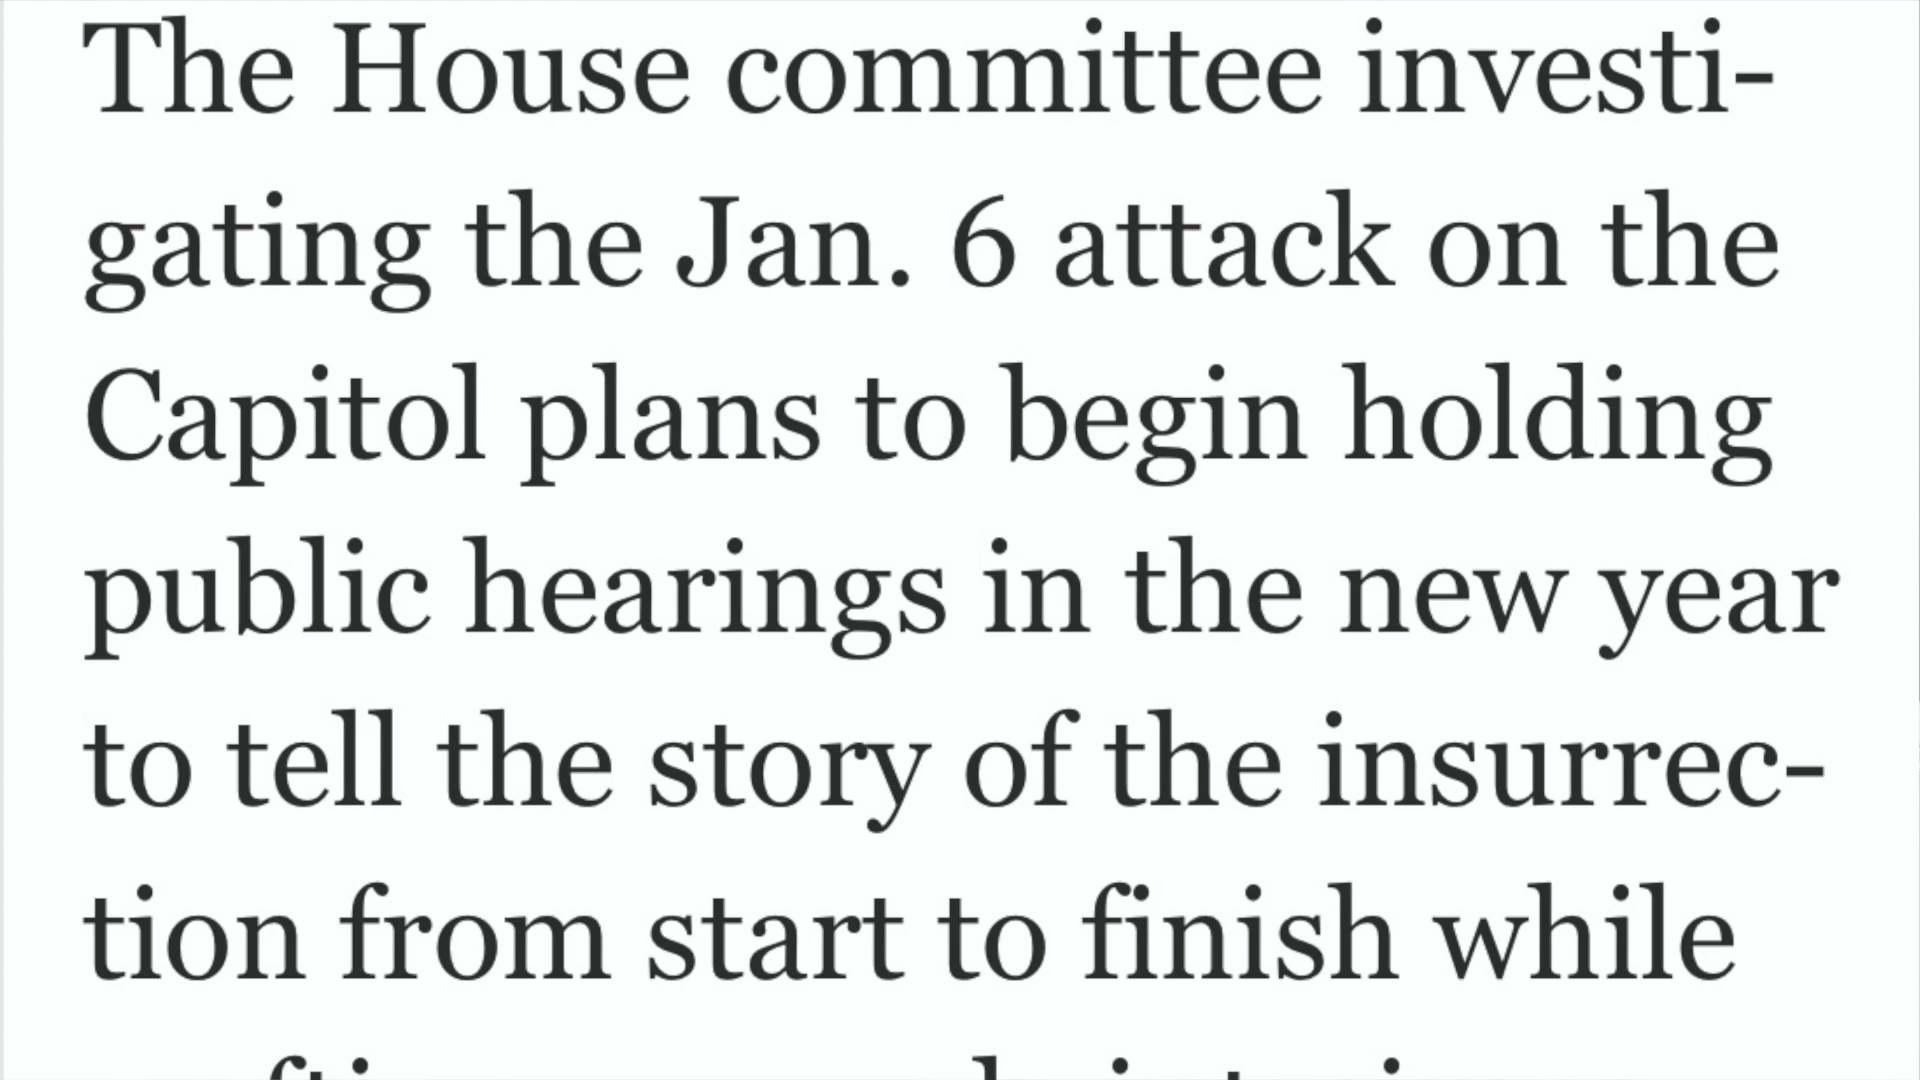 The House committee investi-
gating the Jan. 6 attack on the
Capitol plans to begin holding
public hearings in the new year
to tell the story of the insurrec-
tion from start to finish while